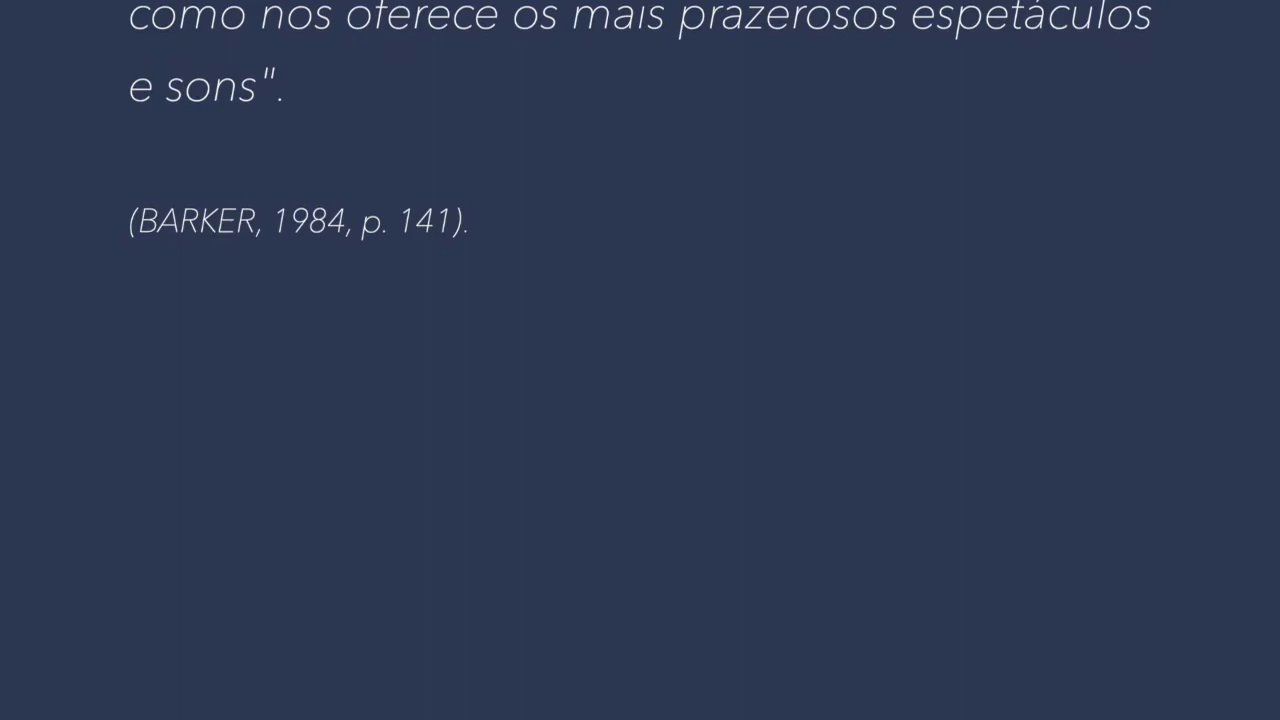 como nos oferece os mais prazerosos espetáculos
e sons".
(BARKER, 1984, p. 141).